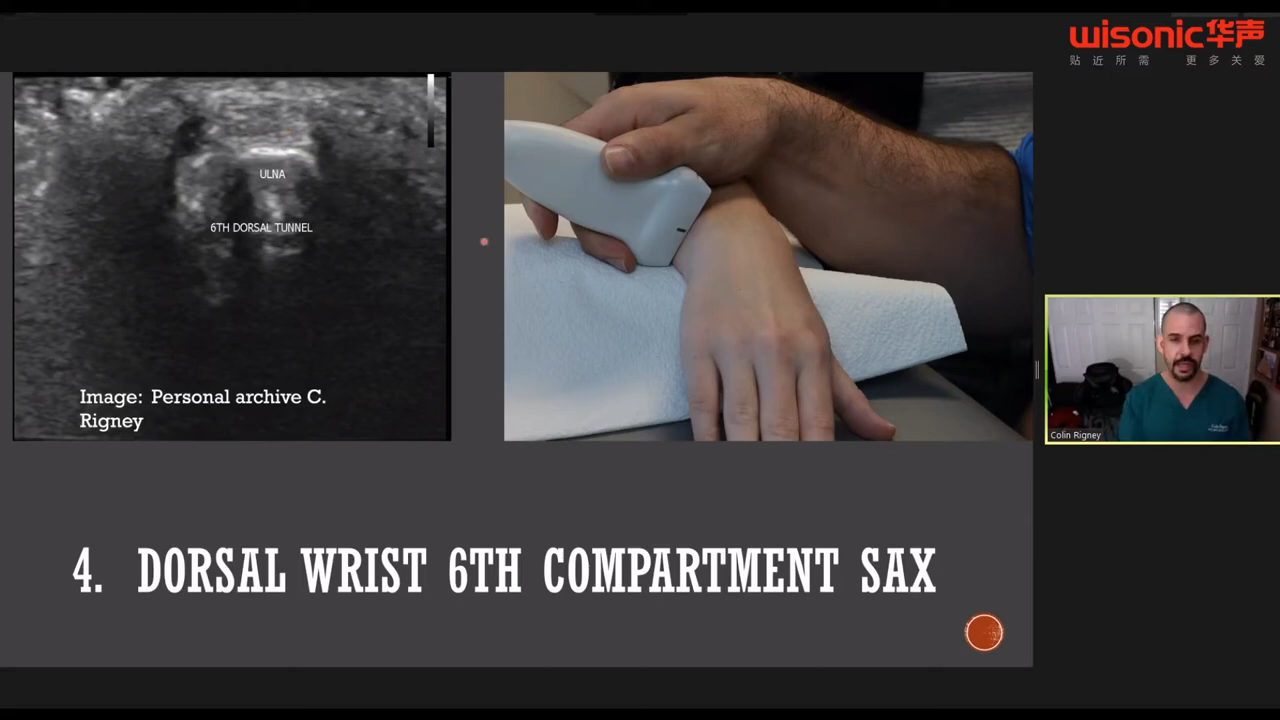 wisonic华声
贴近所需 更多关爱
ULNA
6TH DORSAL TUNNEL
Image: Personal archive C.
Rigney
Colin Rigney
4. DORSAL WRIST 6TH COMPARTMENT SAX